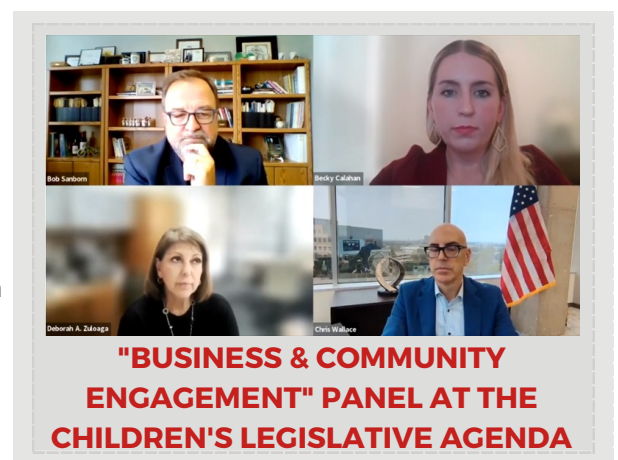 Bob Sanborn
Becky Calahan
Deborah A. Zuloaga
Chris Wallace
"BUSINESS & COMMUNITY
ENGAGEMENT" PANEL AT THE
CHILDREN'S LEGISLATIVE AGENDA